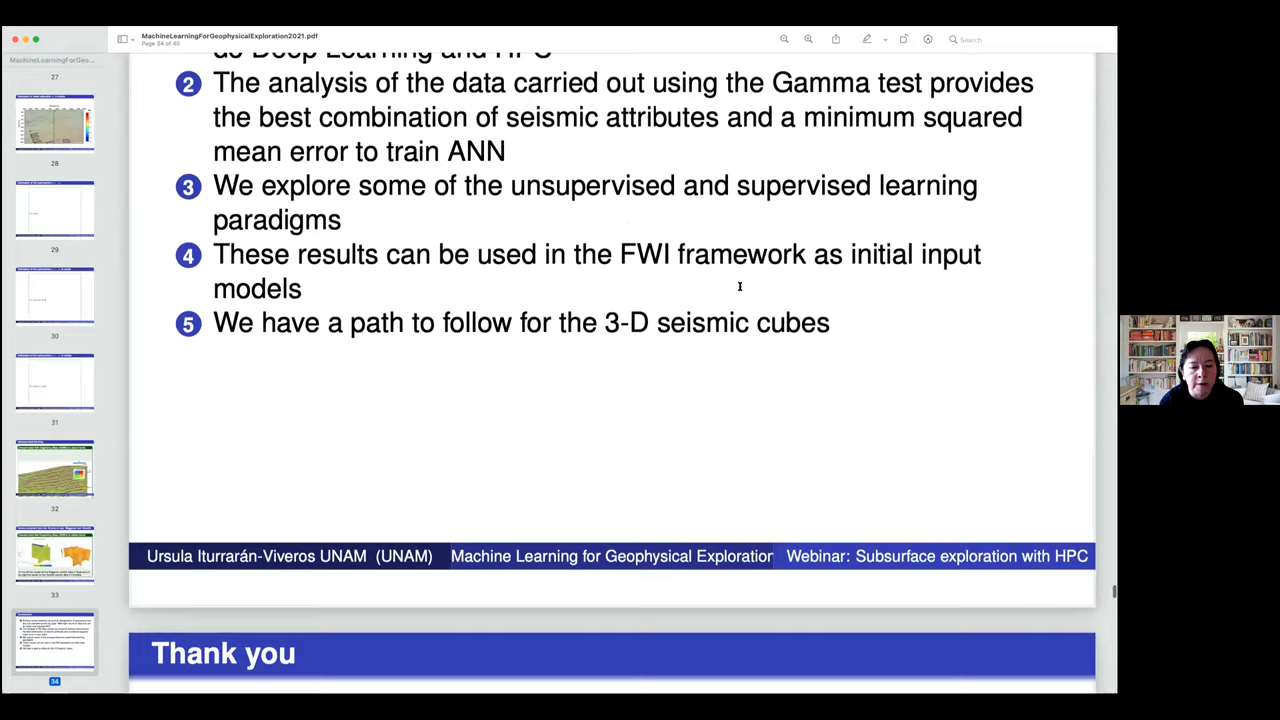 MachineLearningForGeophysicalExploration2021.pdf
Page 34 of 40
Search
MachineLearningForGeo...
27
28
29
30
31
32
33
34
do Deep Learning and HPC
2 The analysis of the data carried out using the Gamma test provides
the best combination of seismic attributes and a minimum squared
mean error to train ANN
3 We explore some of the unsupervised and supervised learning
paradigms
4 These results can be used in the FWI framework as initial input
models
5 We have a path to follow for the 3-D seismic cubes
Ursula Iturrarán-Viveros UNAM (UNAM) Machine Learning for Geophysical Exploration Webinar: Subsurface exploration with HPC
Thank you